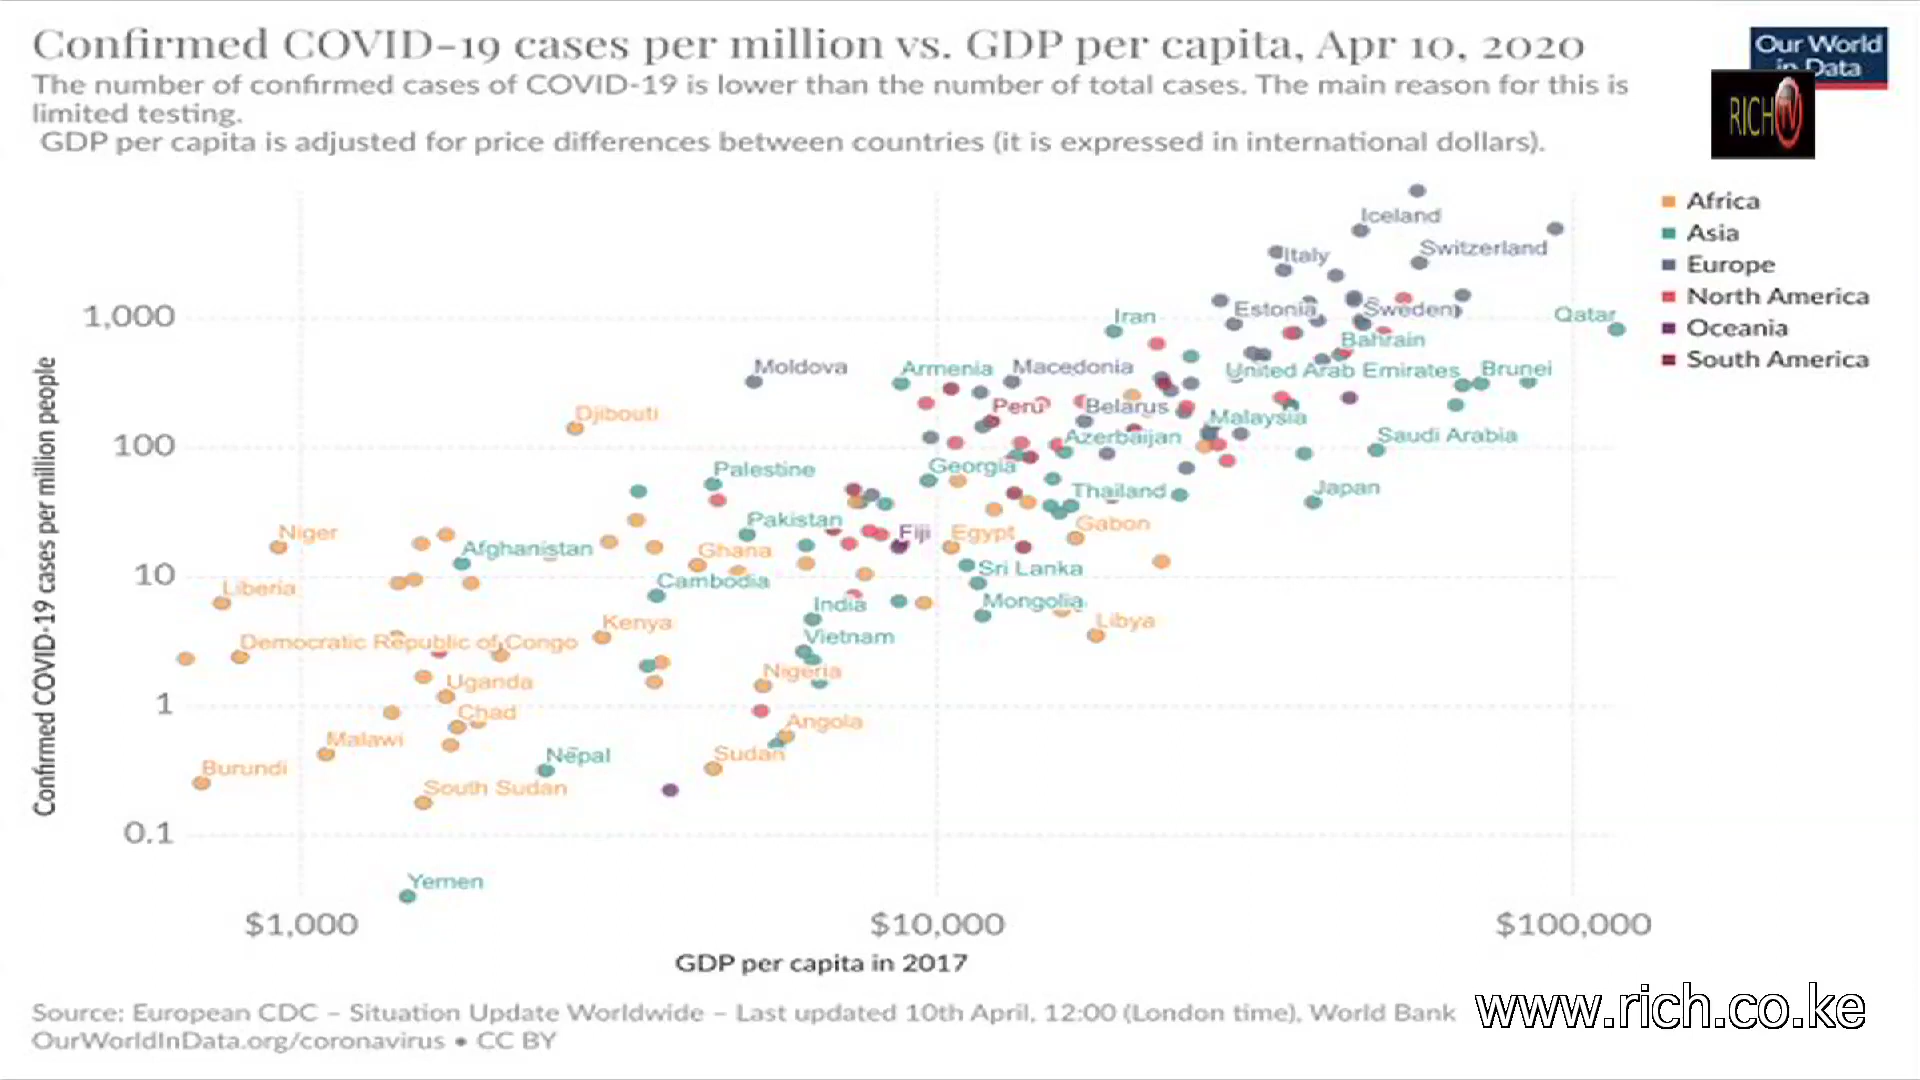 Confirmed COVID-19 cases per million vs. GDP per capita, Apr 10, 2020
Our World
in Data
The number of confirmed cases of COVID-19 is lower than the number of total cases. The main reason for this is
limited testing.
GDP per capita is adjusted for price differences between countries (it is expressed in international dollars).
RICH TV
Africa
Asia
Europe
North America
Oceania
South America
Confirmed COVID-19 cases per million people
1,000
100
10
1
0.1
Iceland
Italy
Switzerland
Estonia
Sweden
Iran
Qatar
Bahrain
Moldova
Armenia
Macedonia
United Arab Emirates
Brunei
Djibouti
Peru
Belarus
Malaysia
Azerbaijan
Saudi Arabia
Palestine
Georgia
Thailand
Japan
Niger
Pakistan
Fiji
Egypt
Gabon
Afghanistan
Ghana
Sri Lanka
Cambodia
Liberia
India
Mongolia
Libya
Kenya
Democratic Republic of Congo
Vietnam
Uganda
Nigeria
Chad
Angola
Malawi
Nepal
Sudan
Burundi
South Sudan
Yemen
$1,000
$10,000
$100,000
GDP per capita in 2017
Source: European CDC – Situation Update Worldwide – Last updated 10th April, 12:00 (London time), World Bank
OurWorldInData.org/coronavirus • CC BY
www.rich.co.ke